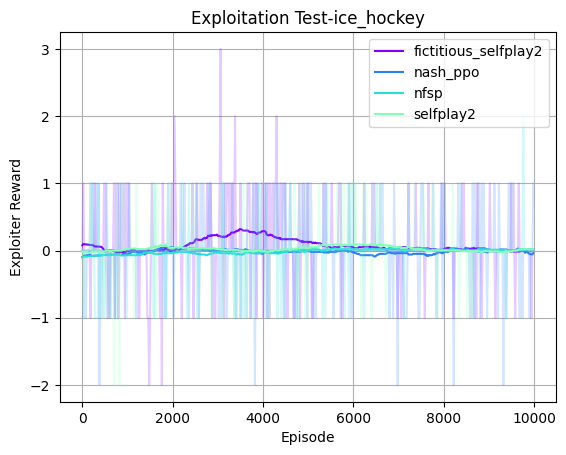 Exploitation Test-ice_hockey
fictitious_selfplay2
nash_ppo
nfsp
selfplay2
Exploiter Reward
3
2
1
0
−1
−2
0
2000
4000
6000
8000
10000
Episode